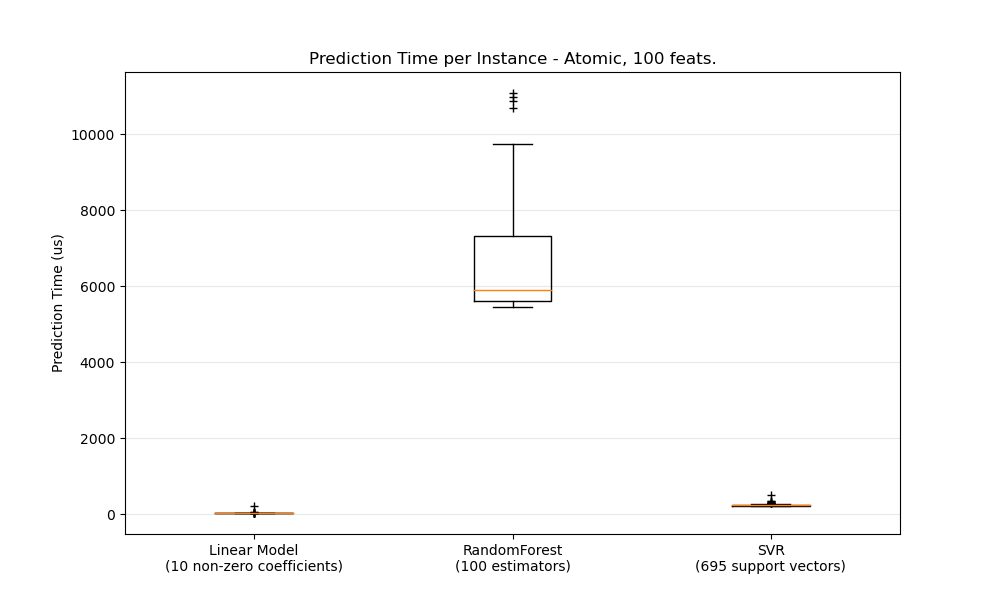 Prediction Time per Instance - Atomic, 100 feats.
Prediction Time (us)
10000
8000
6000
4000
2000
0
Linear Model
(10 non-zero coefficients)
RandomForest
(100 estimators)
SVR
(695 support vectors)